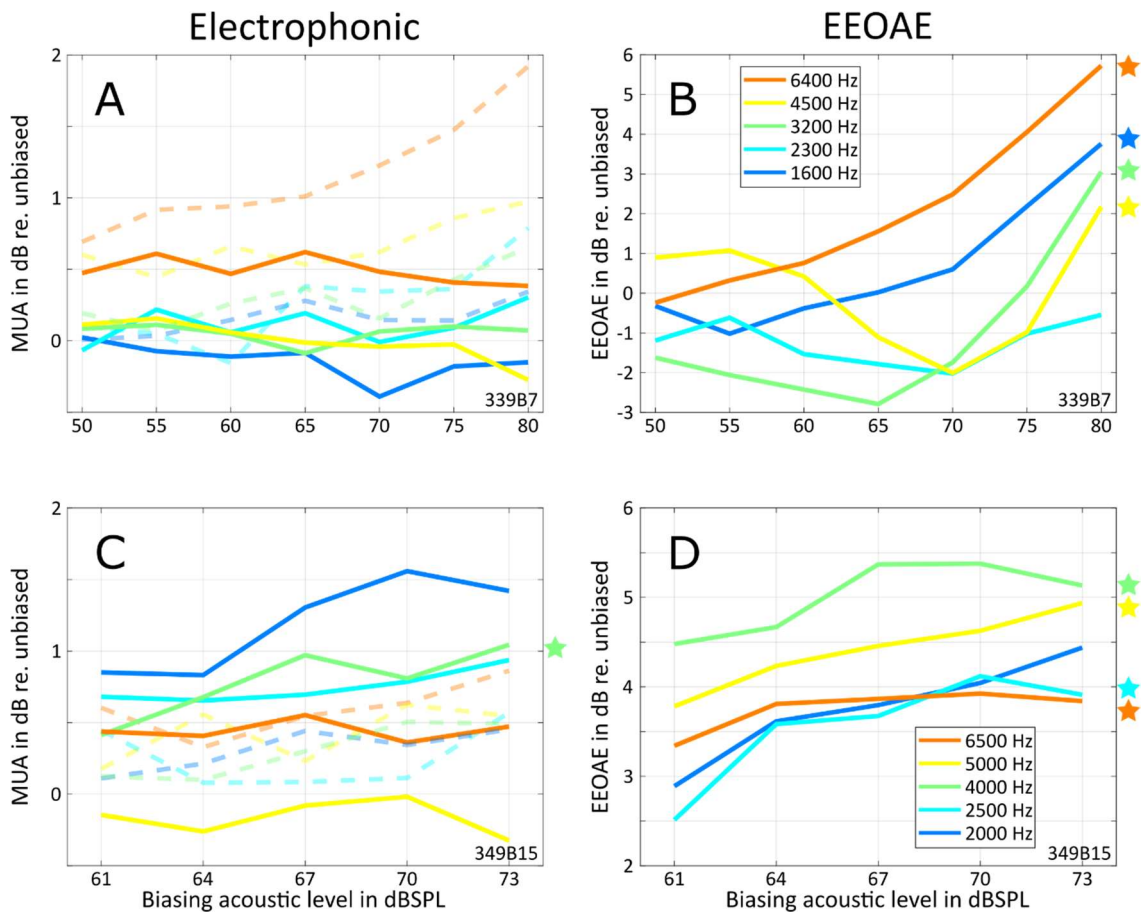 Electrophonic
EEOAE
A
MUA in dB re. unbiased
2
1
0
50 55 60 65 70 75 80
339B7
B
EEOAE in dB re. unbiased
6
5
4
3
2
1
0
-1
-2
-3
6400 Hz
4500 Hz
3200 Hz
2300 Hz
1600 Hz
50 55 60 65 70 75 80
339B7
C
MUA in dB re. unbiased
2
1
0
61 64 67 70 73
349B15
Biasing acoustic level in dBSPL
D
EEOAE in dB re. unbiased
6
5
4
3
2
6500 Hz
5000 Hz
4000 Hz
2500 Hz
2000 Hz
61 64 67 70 73
349B15
Biasing acoustic level in dBSPL